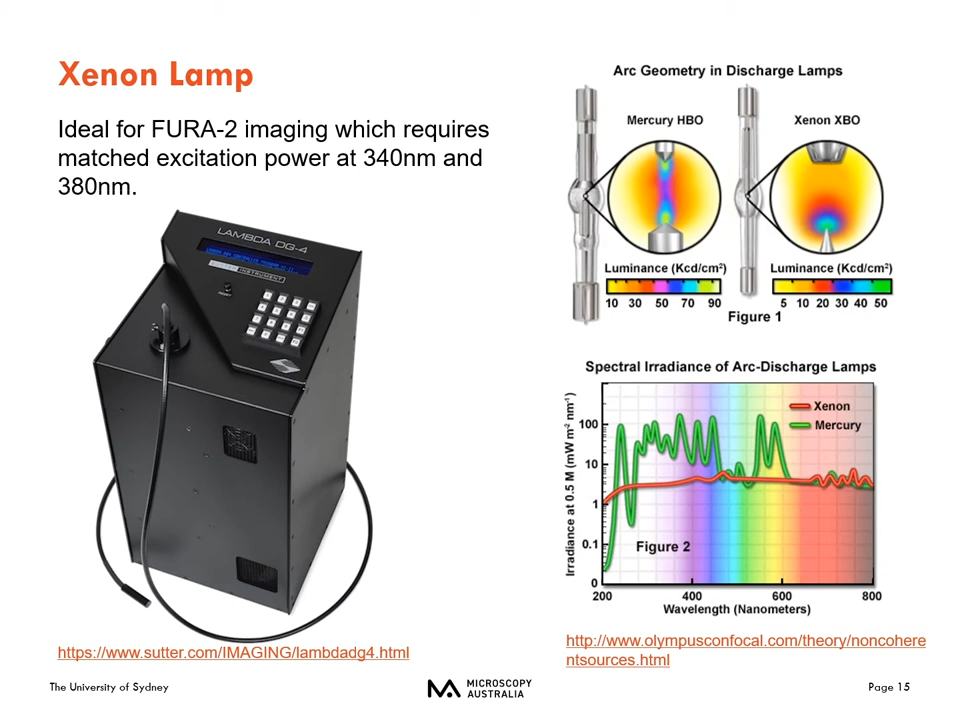 Xenon Lamp
Ideal for FURA-2 imaging which requires
matched excitation power at 340nm and
380nm.
LAMBDA DG-4
INSTRUMENT
RESET
https://www.sutter.com/IMAGING/lambdadg4.html
Arc Geometry in Discharge Lamps
Mercury HBO
Xenon XBO
Luminance (Kcd/cm²)
10 30 50 70 90
Luminance (Kcd/cm²)
5 10 20 30 40 50
Figure 1
Spectral Irradiance of Arc-Discharge Lamps
Irradiance at 0.5 M (mW m⁻² nm⁻¹)
100
10
1
0.1
0
Xenon
Mercury
Figure 2
200 400 600 800
Wavelength (Nanometers)
http://www.olympusconfocal.com/theory/noncohere
ntsources.html
The University of Sydney
MICROSCOPY
AUSTRALIA
Page 15